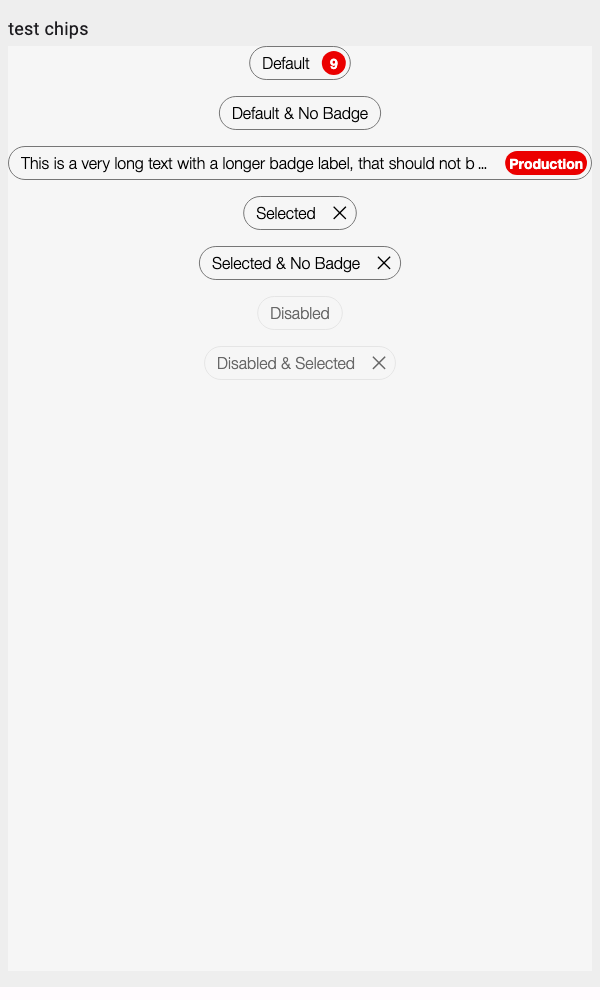 test chips
Default 9
Default & No Badge
This is a very long text with a longer badge label, that should not b ... Production
Selected
Selected & No Badge
Disabled
Disabled & Selected